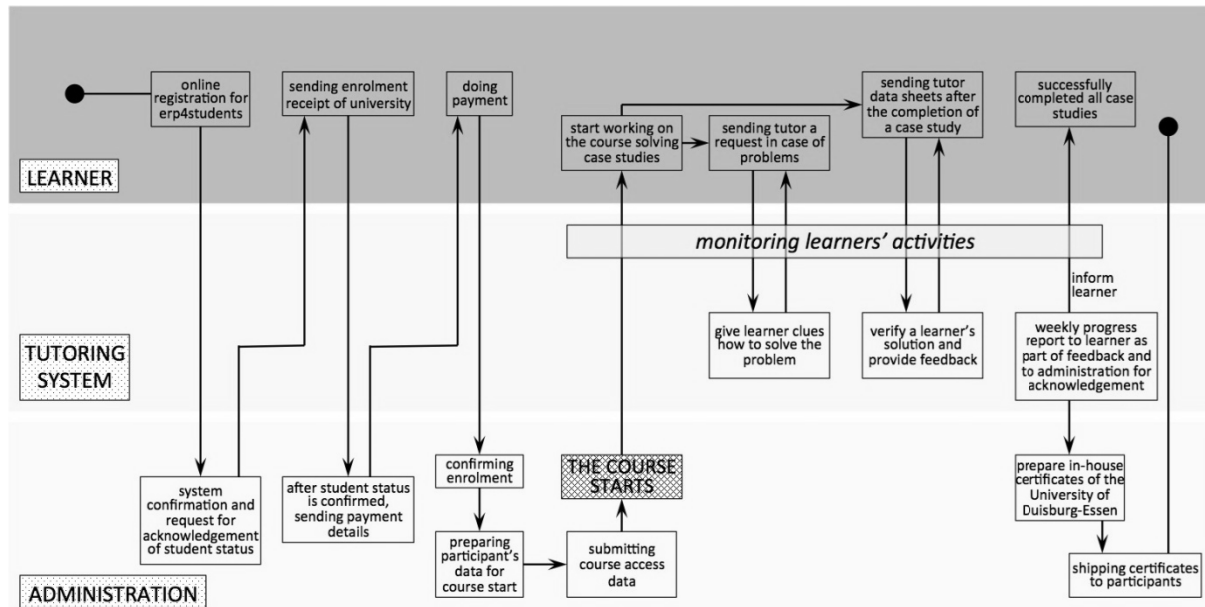 online
registration for
erp4students
sending enrolment
receipt of university
doing
payment
start working on
the course solving
case studies
sending tutor a
request in case of
problems
sending tutor
data sheets after
the completion of
a case study
successfully
completed all case
studies
LEARNER
monitoring learners’ activities
inform
learner
give learner clues
how to solve the
problem
verify a learner’s
solution and
provide feedback
weekly progress
report to learner as
part of feedback and
to administration for
acknowledgement
TUTORING
SYSTEM
system
confirmation and
request for
acknowledgement
of student status
after student status
is confirmed,
sending payment
details
confirming
enrolment
preparing
participant’s
data for
course start
submitting
course access
data
THE COURSE
STARTS
prepare in-house
certificates of the
University of
Duisburg-Essen
shipping certificates
to participants
ADMINISTRATION